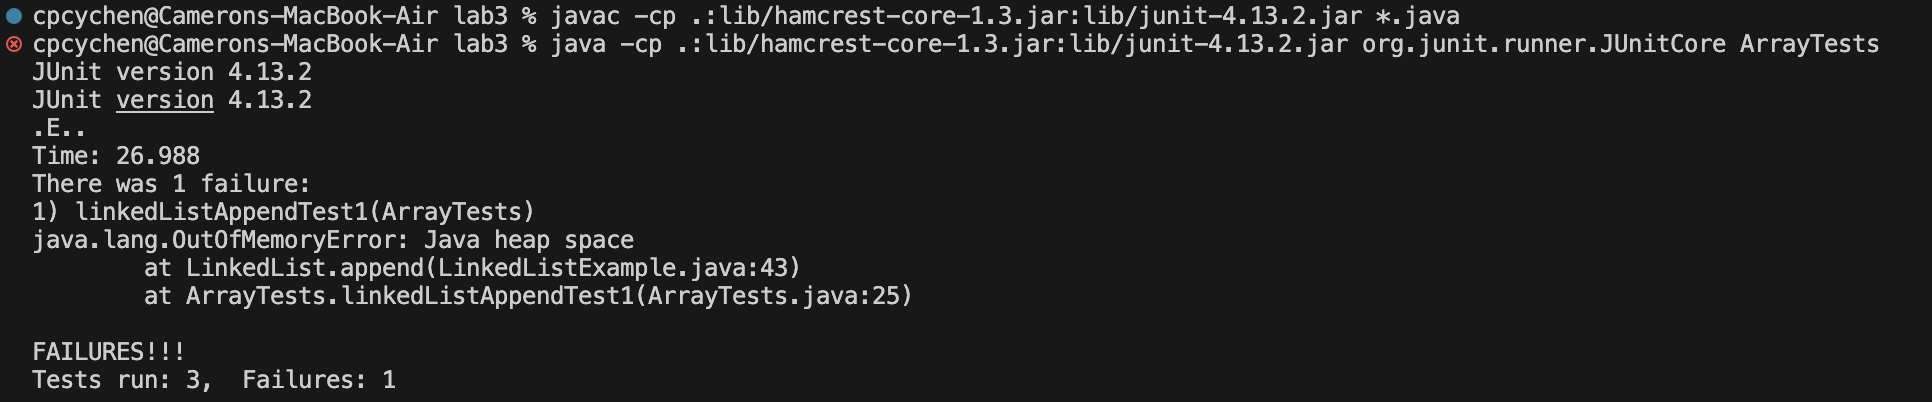 cpcychen@Camerons-MacBook-Air lab3 % javac -cp .:lib/hamcrest-core-1.3.jar:lib/junit-4.13.2.jar *.java
cpcychen@Camerons-MacBook-Air lab3 % java -cp .:lib/hamcrest-core-1.3.jar:lib/junit-4.13.2.jar org.junit.runner.JUnitCore ArrayTests
JUnit version 4.13.2
JUnit version 4.13.2
.E..
Time: 26.988
There was 1 failure:
1) linkedListAppendTest1(ArrayTests)
java.lang.OutOfMemoryError: Java heap space
        at LinkedList.append(LinkedListExample.java:43)
        at ArrayTests.linkedListAppendTest1(ArrayTests.java:25)
FAILURES!!!
Tests run: 3,  Failures: 1